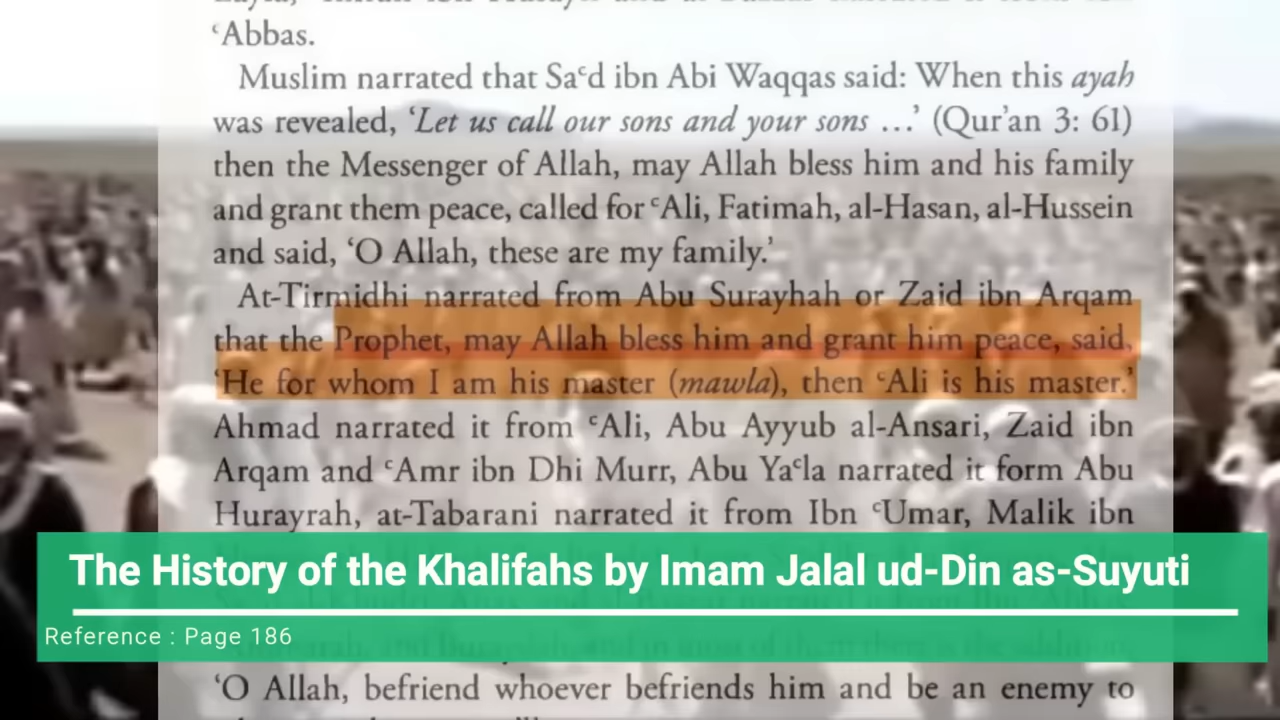 ʿAbbas.
Muslim narrated that Saʿd ibn Abi Waqqas said: When this ayah
was revealed, ‘Let us call our sons and your sons …’ (Qur’an 3: 61)
then the Messenger of Allah, may Allah bless him and his family
and grant them peace, called for ʿAli, Fatimah, al-Hasan, al-Hussein
and said, ‘O Allah, these are my family.’
At-Tirmidhi narrated from Abu Surayhah or Zaid ibn Arqam
that the Prophet, may Allah bless him and grant him peace, said,
‘He for whom I am his master (mawla), then ʿAli is his master.’
Ahmad narrated it from ʿAli, Abu Ayyub al-Ansari, Zaid ibn
Arqam and ʿAmr ibn Dhi Murr, Abu Yaʿla narrated it form Abu
Hurayrah, at-Tabarani narrated it from Ibn ʿUmar, Malik ibn
The History of the Khalifahs by Imam Jalal ud-Din as-Suyuti
Reference : Page 186
‘O Allah, befriend whoever befriends him and be an enemy to